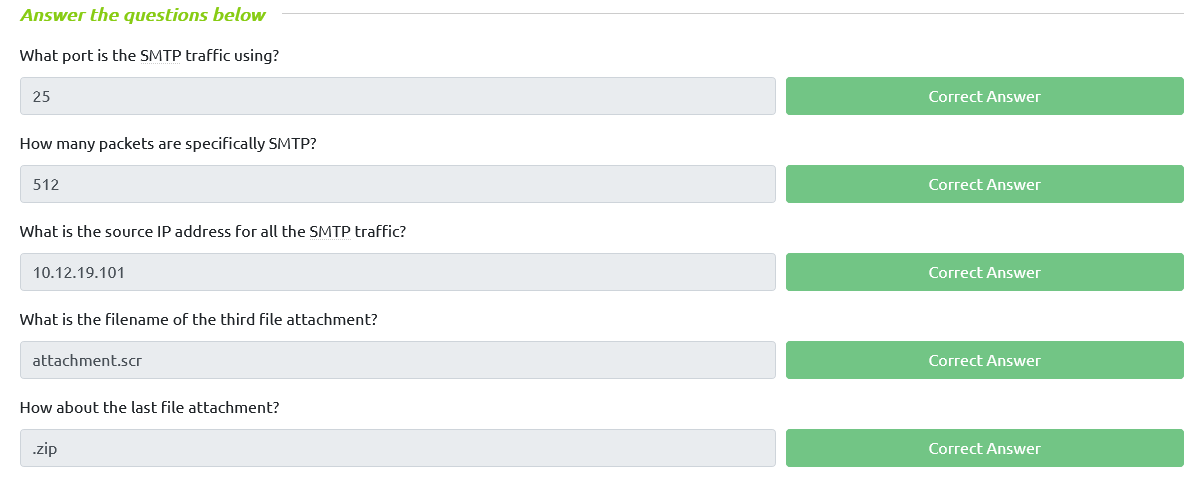 Answer the questions below
What port is the SMTP traffic using?
25
Correct Answer
How many packets are specifically SMTP?
512
Correct Answer
What is the source IP address for all the SMTP traffic?
10.12.19.101
Correct Answer
What is the filename of the third file attachment?
attachment.scr
Correct Answer
How about the last file attachment?
.zip
Correct Answer